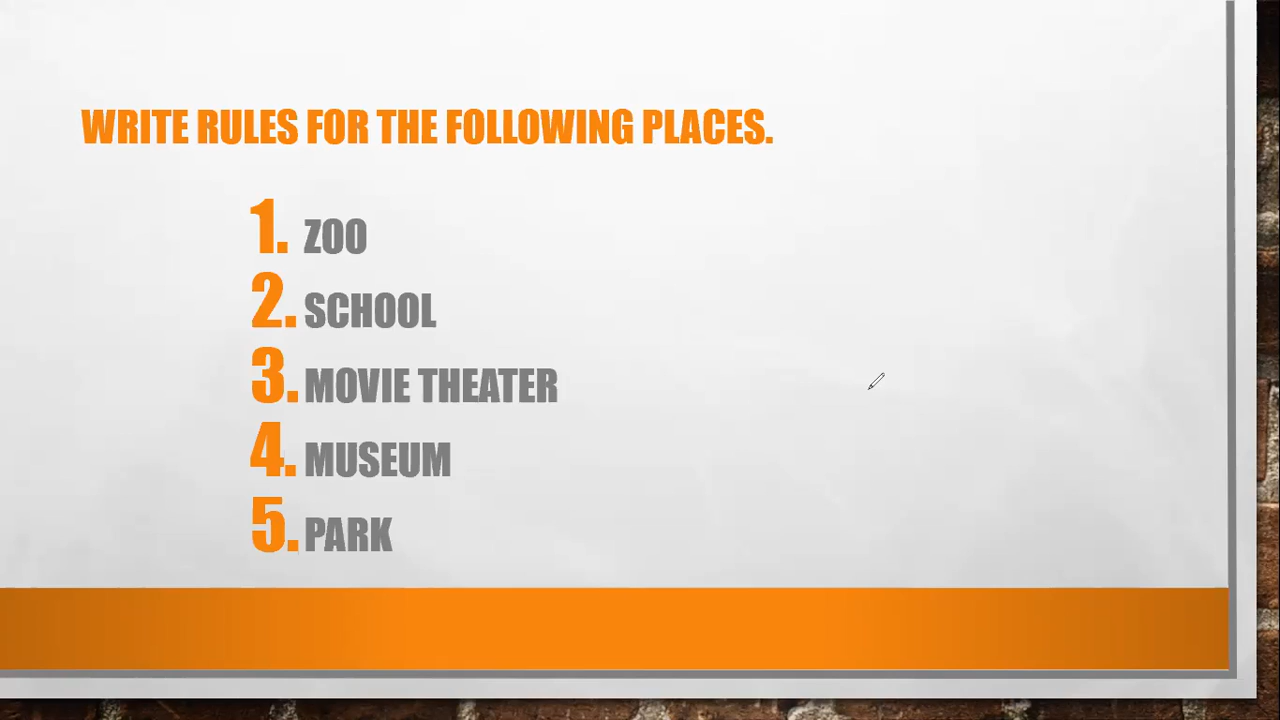 WRITE RULES FOR THE FOLLOWING PLACES.
1. ZOO
2. SCHOOL
3. MOVIE THEATER
4. MUSEUM
5. PARK